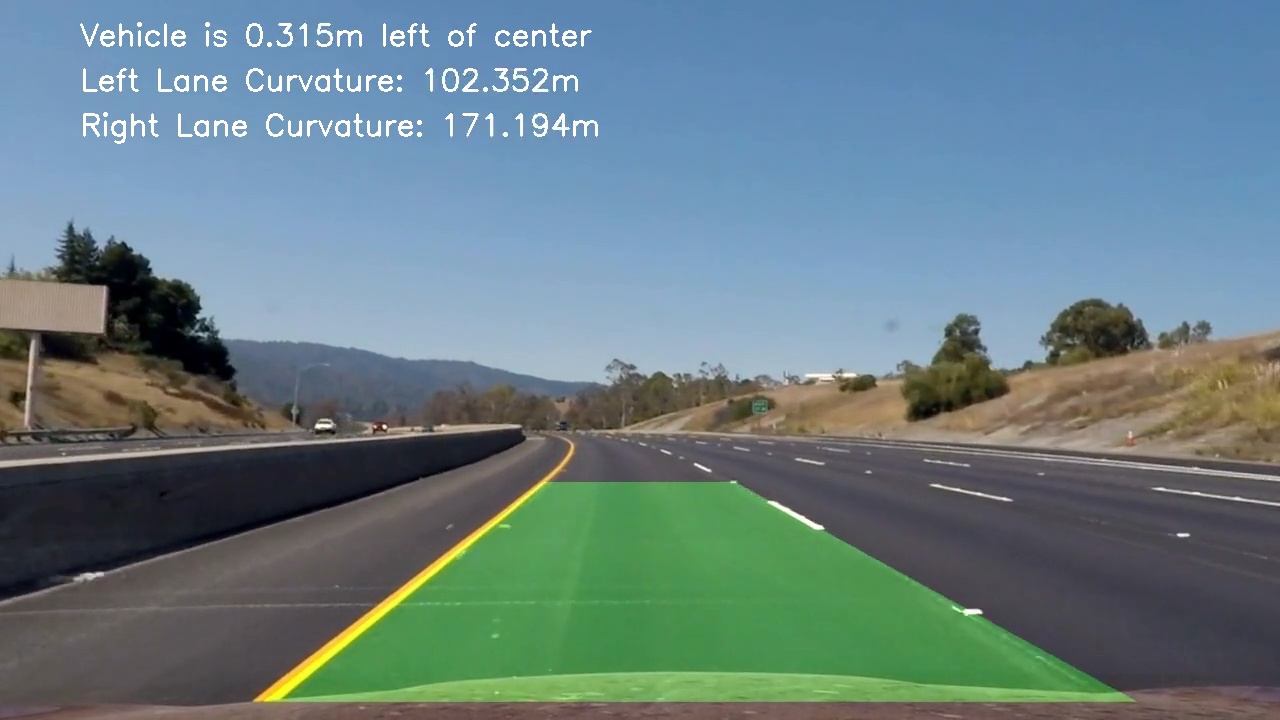 Vehicle is 0.315m left of center
Left Lane Curvature: 102.352m
Right Lane Curvature: 171.194m